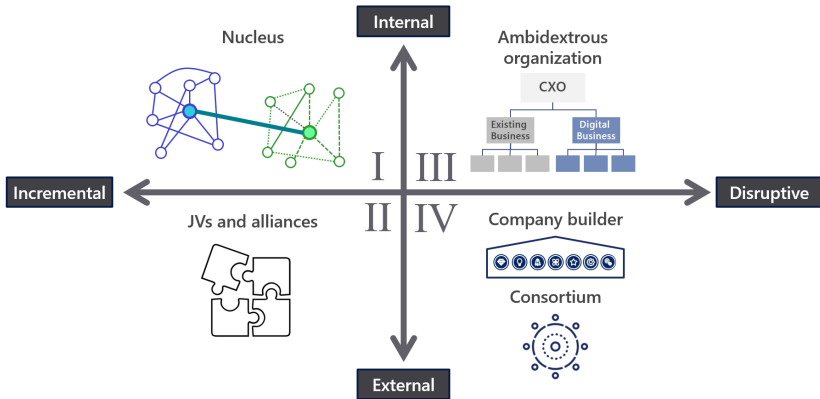 Internal
Nucleus
Ambidextrous
organization
CXO
Existing
Business
Digital
Business
I
III
Incremental
Disruptive
II
IV
JVs and alliances
Company builder
Consortium
External